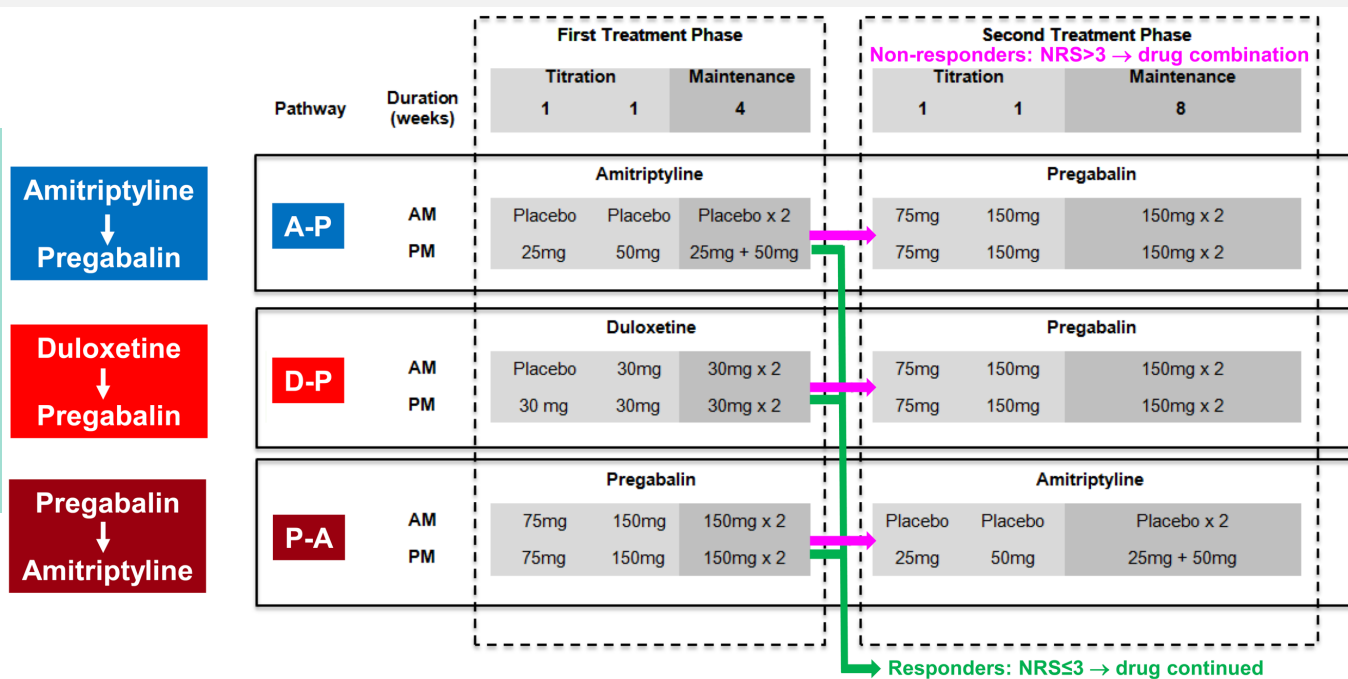 First Treatment Phase
Second Treatment Phase
Non-responders: NRS>3 → drug combination
Pathway
Duration
(weeks)
Titration Maintenance
1 1 4
Titration Maintenance
1 1 8
Amitriptyline
↓
Pregabalin
A-P
Amitriptyline
Pregabalin
AM Placebo Placebo Placebo x 2 75mg 150mg 150mg x 2
PM 25mg 50mg 25mg + 50mg 75mg 150mg 150mg x 2
Duloxetine
↓
Pregabalin
D-P
Duloxetine
Pregabalin
AM Placebo 30mg 30mg x 2 75mg 150mg 150mg x 2
PM 30 mg 30mg 30mg x 2 75mg 150mg 150mg x 2
Pregabalin
↓
Amitriptyline
P-A
Pregabalin
Amitriptyline
AM 75mg 150mg 150mg x 2 Placebo Placebo Placebo x 2
PM 75mg 150mg 150mg x 2 25mg 50mg 25mg + 50mg
Responders: NRS≤3 → drug continued